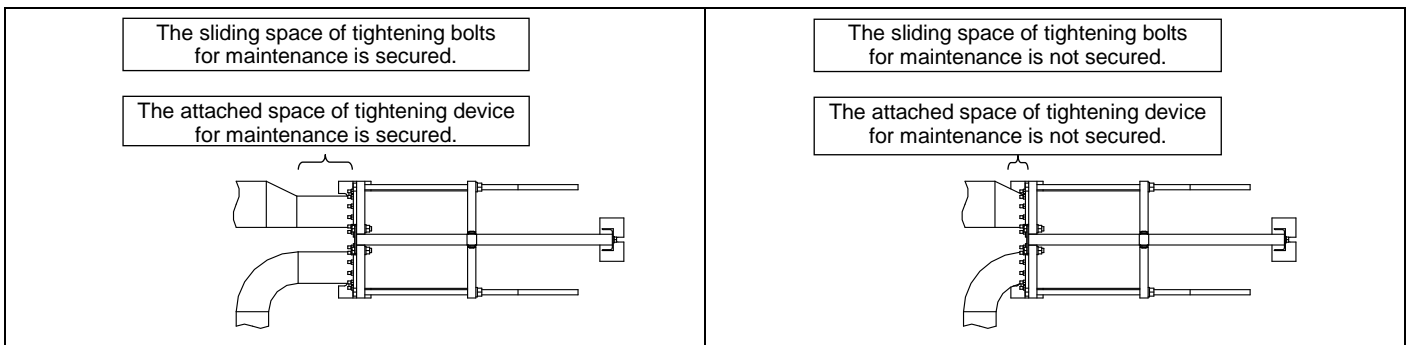 The sliding space of tightening bolts
for maintenance is secured.
The attached space of tightening device
for maintenance is secured.
The sliding space of tightening bolts
for maintenance is not secured.
The attached space of tightening device
for maintenance is not secured.